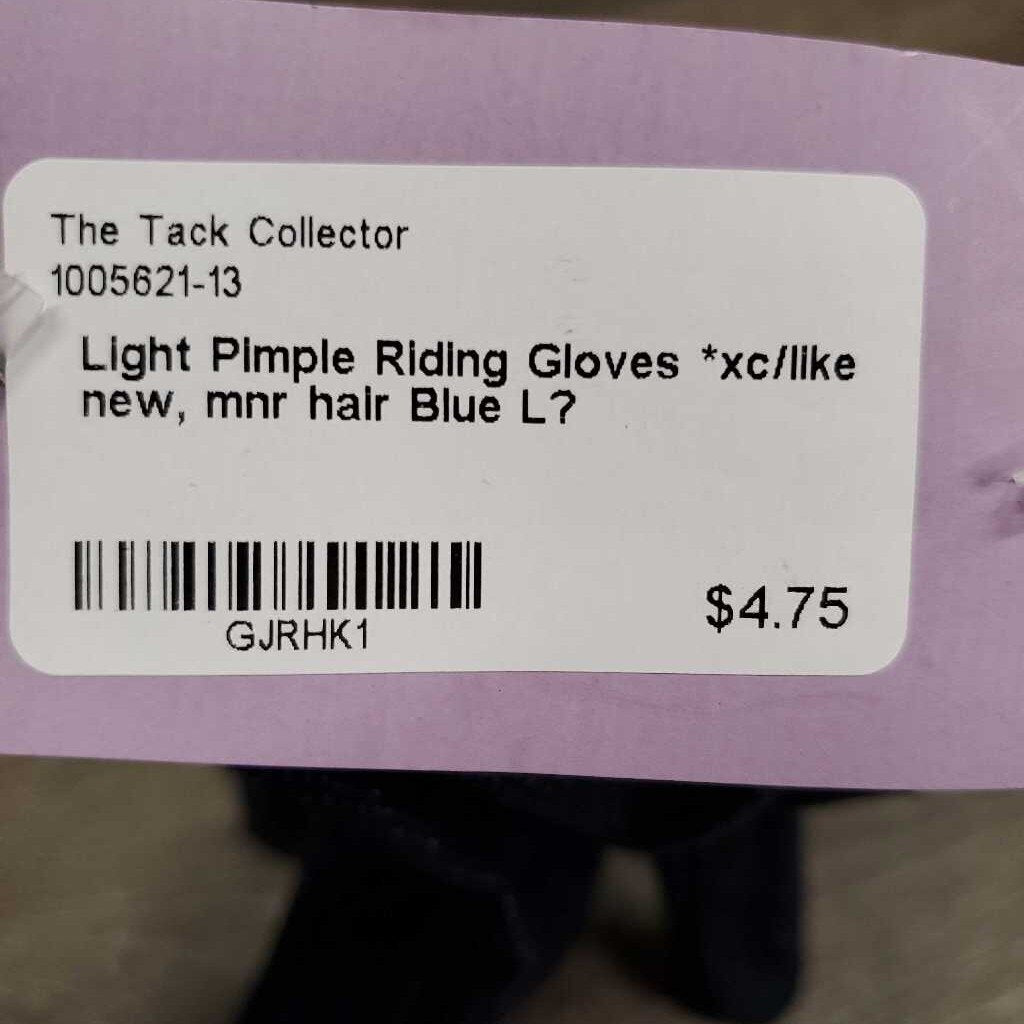 The Tack Collector
1005621-13
Light Pimple Riding Gloves *xc/like
new, mnr hair Blue L?
GJRHK1
$4.75